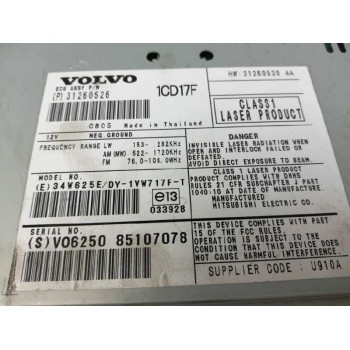 VOLVO
ECU ASSY P/N
(P) 31260526
1CD17F
HW: 31260530 AA
CLASS1
LASER PRODUCT
0805 Made in Thailand
12V NEG.GROUND
FREQUENCY RANGE LW 153- 282KHz
AM(MW) 522- 1720KHz
FM 76.0-108.0MHz
DANGER
INVISIBLE LASER RADIATION WHEN
OPEN AND INTERLOCK FAILED OR
DEFEATED.
AVOID DIRECT EXPOSURE TO BEAM
MODEL NO.
(E) 34W625E/DY-1VW717F-T
e13
033928
CLASS 1 LASER PRODUCT
THIS PRODUCT COMPLIES WITH DHHS
RULES 21 CFR SUBCHAPTER J PART
1040.10 AT DATE OF MANUFACTURE
MITSUBISHI ELECTRIC CO.
SERIAL NO.
(S) VO6250 85107078
THIS DEVICE COMPLIES WITH PART
15 OF THE FCC RULES.
OPERATION IS SUBJECT TO THE
CONDITION THAT THIS DEVICE DOES
NOT CAUSE HARMFUL INTERFERENCE.
SUPPLIER CODE : U910A